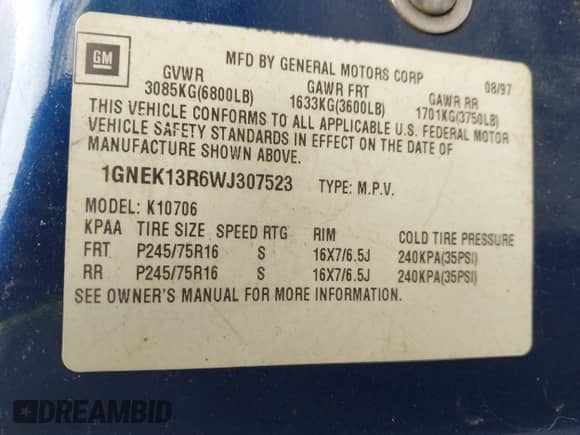 GM
MFD BY GENERAL MOTORS CORP 08/97
GVWR GAWR FRT GAWR RR
3085KG(6800LB) 1633KG(3600LB) 1701KG(3750LB)
THIS VEHICLE CONFORMS TO ALL APPLICABLE U.S. FEDERAL MOTOR
VEHICLE SAFETY STANDARDS IN EFFECT ON THE DATE OF
MANUFACTURE SHOWN ABOVE.
1GNEK13R6WJ307523 TYPE: M.P.V.
MODEL: K10706
KPAA TIRE SIZE SPEED RTG RIM COLD TIRE PRESSURE
FRT P245/75R16 S 16X7/6.5J 240KPA(35PSI)
RR P245/75R16 S 16X7/6.5J 240KPA(35PSI)
SEE OWNER'S MANUAL FOR MORE INFORMATION.
DREAMBID